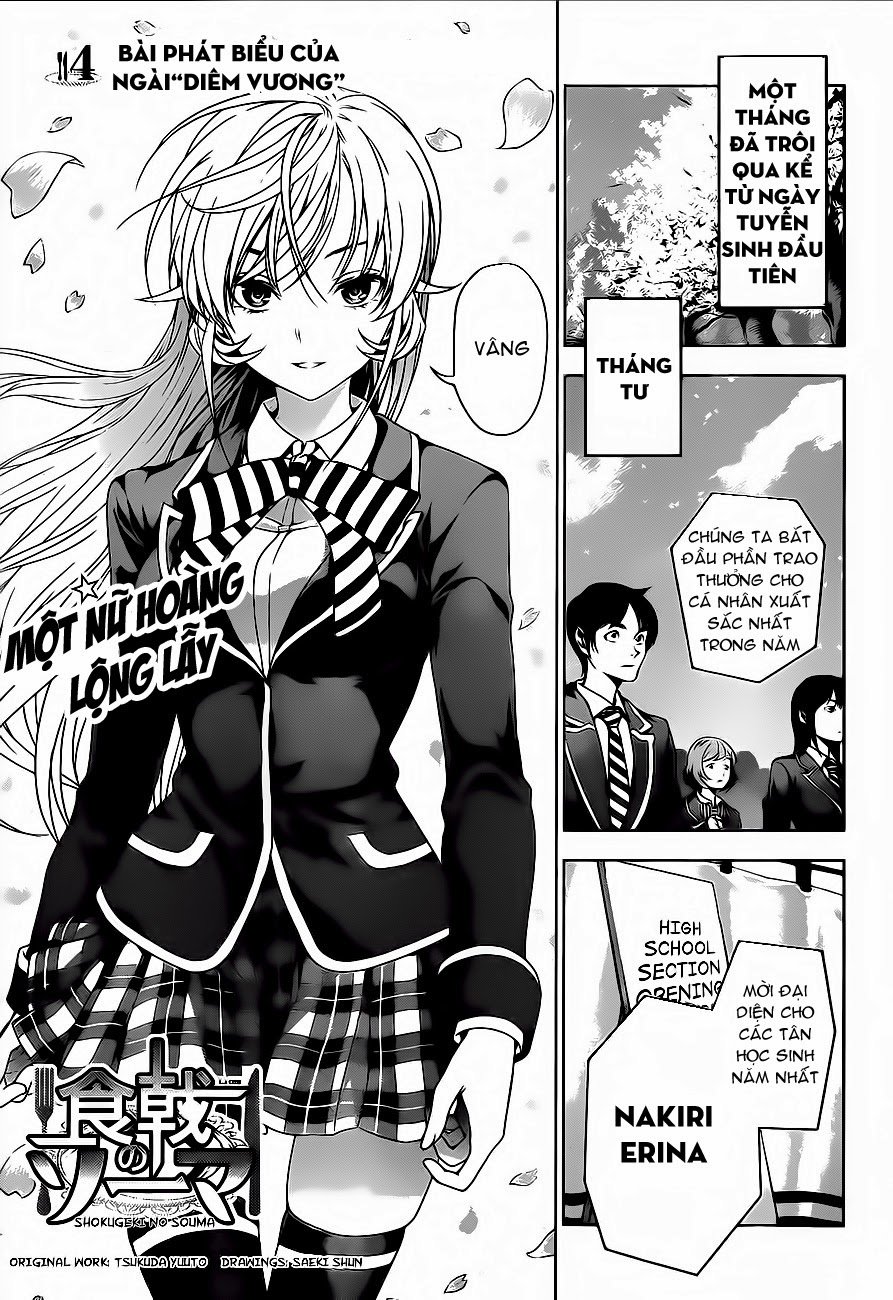 MỘT
THÁNG
ĐÃ TRÔI
QUA KỂ
TỪ NGÀY
TUYỄN
SINH ĐẦU
TIÊN
THÁNG
TƯ
CHÚNG TA BẮT
ĐẦU PHẦN TRAO
THƯỞNG CHO
CÁ NHÂN XUẤT
SẮC NHẤT
TRONG NĂM
HIGH
SCHOOL
SECTION
OPENING
MỜI ĐẠI
DIỆN CHO
CÁC TÂN
HỌC SINH
NĂM NHẤT
NAKIRI
ERINA
4
BÀI PHÁT BIỂU CỦA
NGÀI“DIÊM VƯƠNG”
VÂNG
MỘT NỮ HOÀNG
LỘNG LẪY
食戟の
ソーマ
SHOKUGEKI NO SOUMA
ORIGINAL WORK: TSUKUDA YUUTO DRAWINGS: SAEKI SHUN